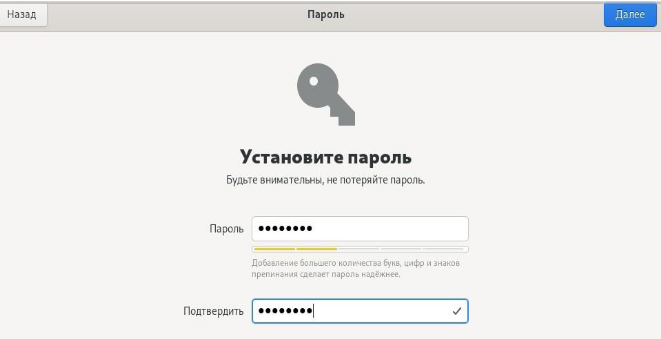 Назад
Пароль
Далее
Установите пароль
Будьте внимательны, не потеряйте пароль.
Пароль ●●●●●●●●
Добавление большего количества букв, цифр и знаков
препинания сделает пароль надёжнее.
Подтвердить ●●●●●●●●